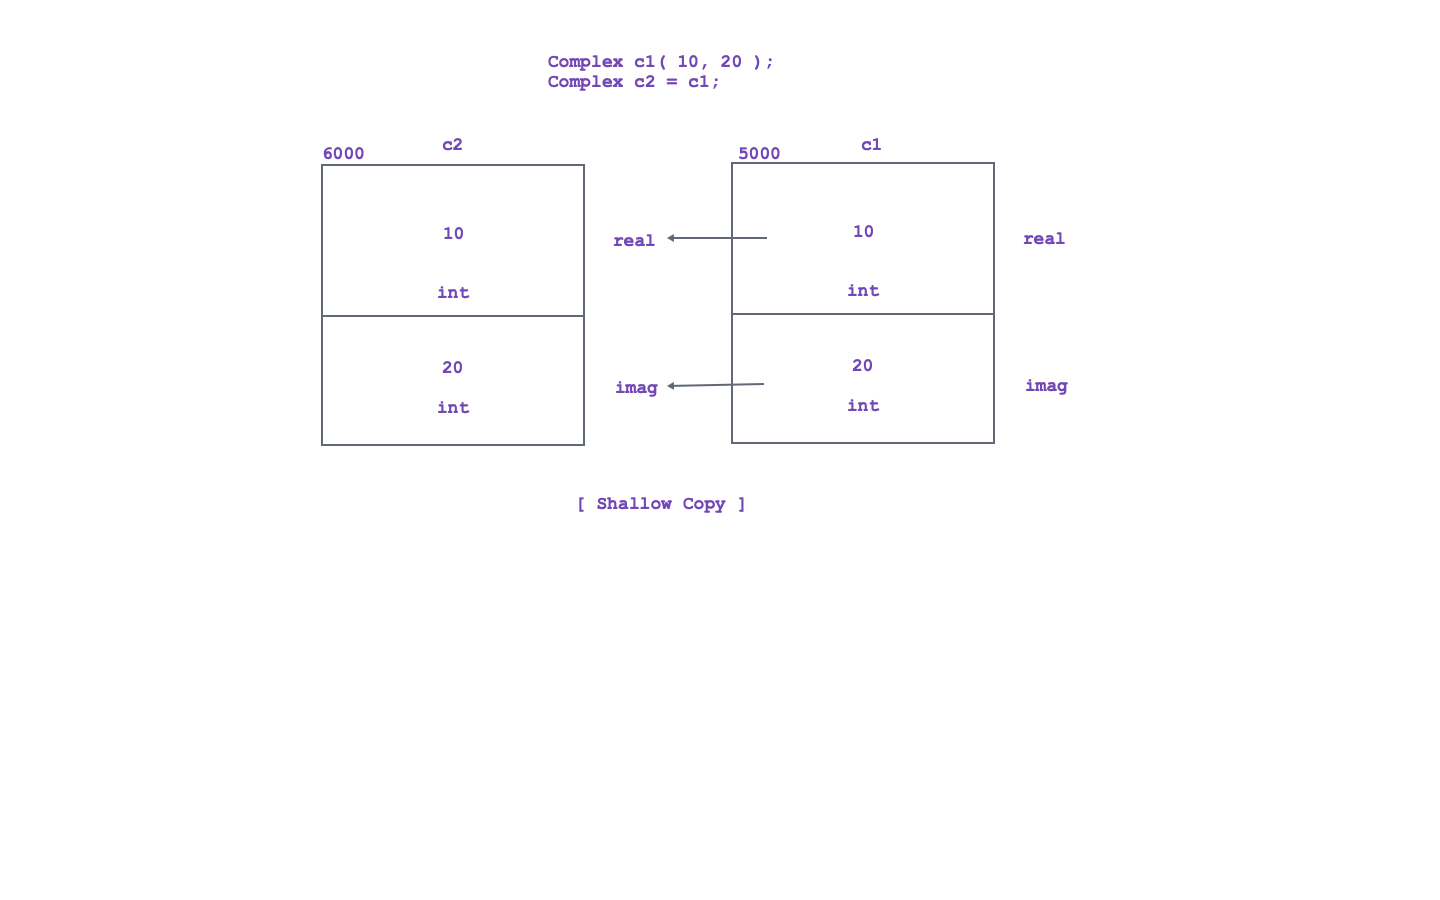 Complex c1( 10, 20 );
Complex c2 = c1;
c2
c1
6000
5000
10
real
10
real
int
int
20
imag
20
imag
int
int
[ Shallow Copy ]